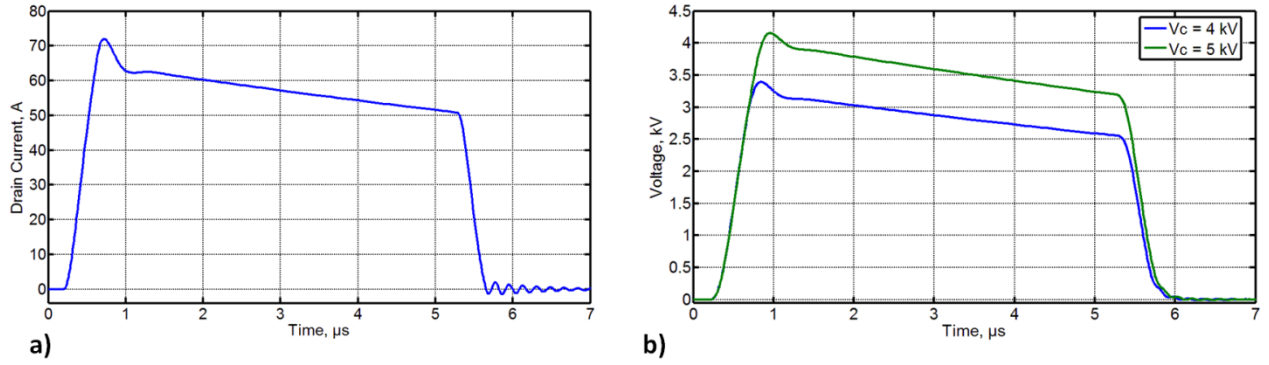 80
70
60
50
40
30
20
10
0
Drain Current, A
0 1 2 3 4 5 6 7
Time, µs
a)
4.5
4
3.5
3
2.5
2
1.5
1
0.5
0
Voltage, kV
Vc = 4 kV
Vc = 5 kV
0 1 2 3 4 5 6 7
Time, µs
b)